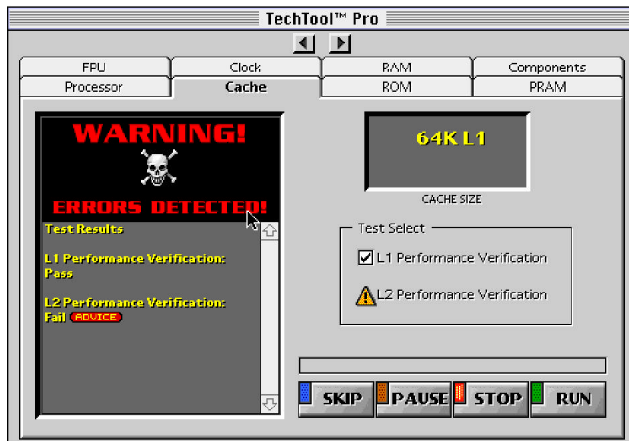 TechTool™ Pro
FPU
Clock
RAM
Components
Processor
Cache
ROM
PRAM
WARNING!
ERRORS DETECTED!
Test Results
L1 Performance Verification:
Pass
L2 Performance Verification:
Fail ADVICE
64K L1
CACHE SIZE
Test Select
L1 Performance Verification
L2 Performance Verification
SKIP
PAUSE
STOP
RUN